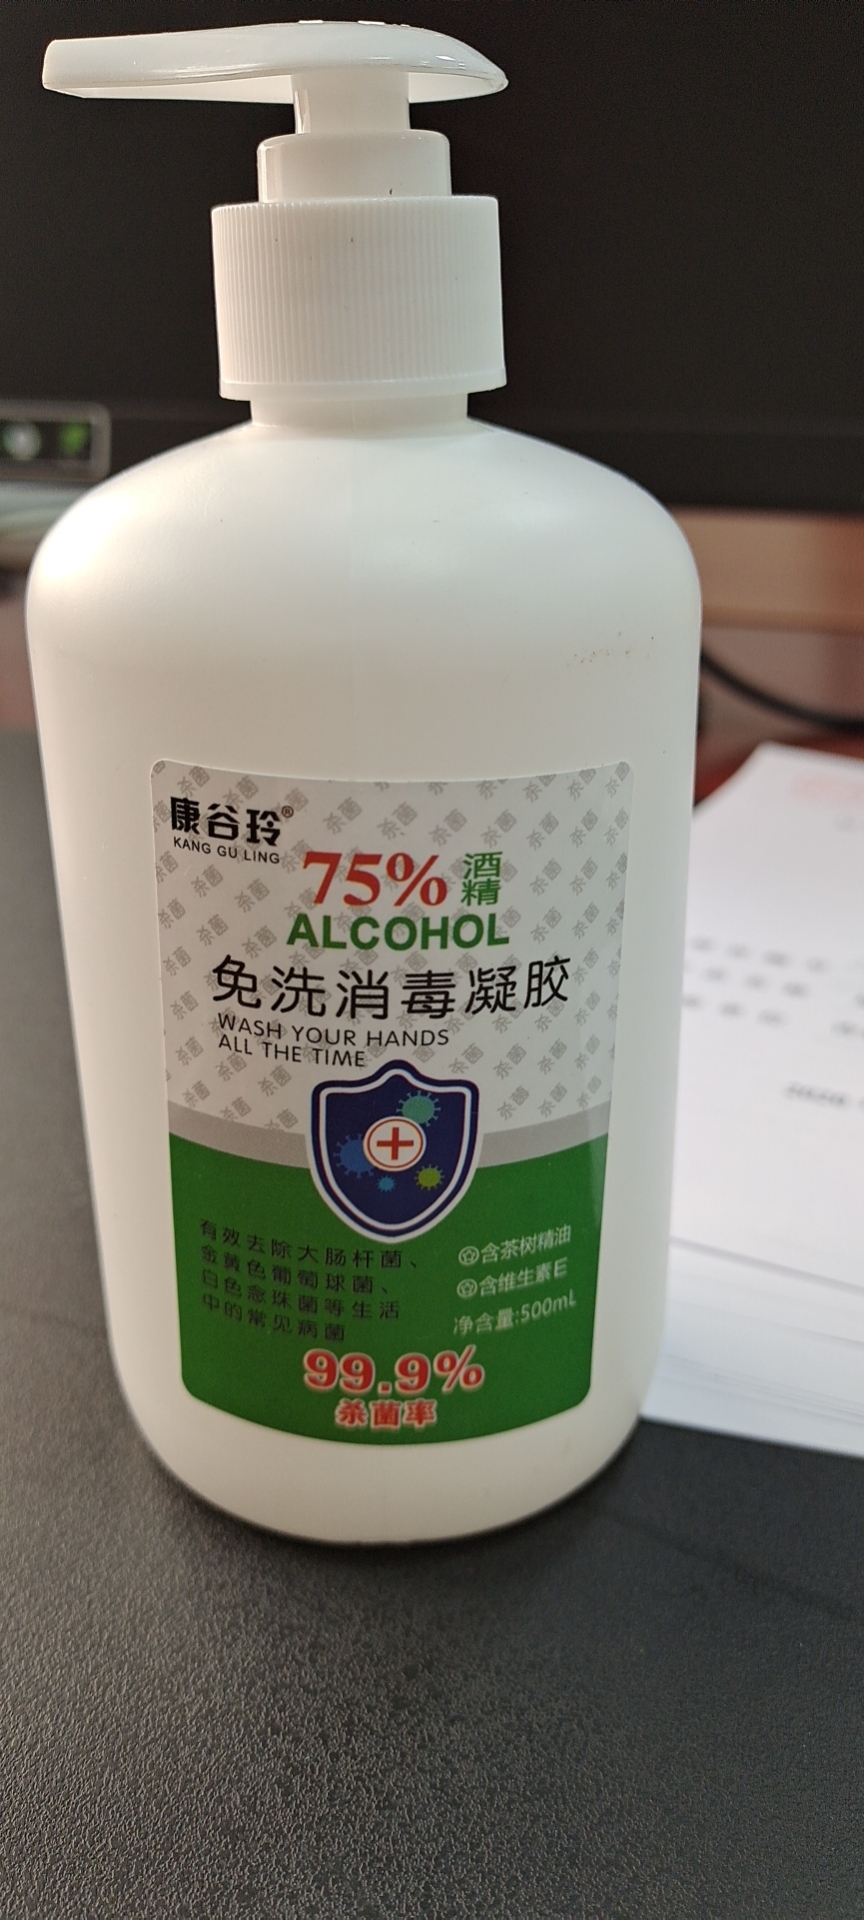 康谷玲®
KANG GU LING
75%酒精
ALCOHOL
免洗消毒凝胶
WASH YOUR HANDS
ALL THE TIME
有效去除大肠杆菌、
金黄色葡萄球菌、
白色念珠菌等生活
中的常见病菌
含茶树精油
含维生素E
净含量:500mL
99.9%
杀菌率